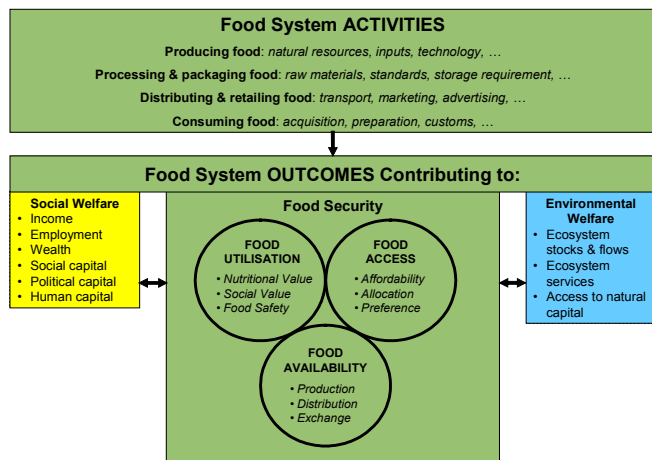 Food System ACTIVITIES
Producing food: natural resources, inputs, technology, …
Processing & packaging food: raw materials, standards, storage requirement, …
Distributing & retailing food: transport, marketing, advertising, …
Consuming food: acquisition, preparation, customs, …
Food System OUTCOMES Contributing to:
Social Welfare
• Income
• Employment
• Wealth
• Social capital
• Political capital
• Human capital
Food Security
FOOD
UTILISATION
• Nutritional Value
• Social Value
• Food Safety
FOOD
ACCESS
• Affordability
• Allocation
• Preference
FOOD
AVAILABILITY
• Production
• Distribution
• Exchange
Environmental
Welfare
• Ecosystem
stocks & flows
• Ecosystem
services
• Access to natural
capital